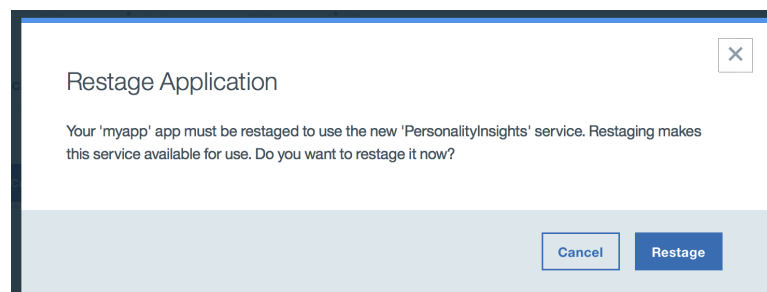 Restage Application
Your 'myapp' app must be restaged to use the new 'PersonalityInsights' service. Restaging makes
this service available for use. Do you want to restage it now?
Cancel Restage